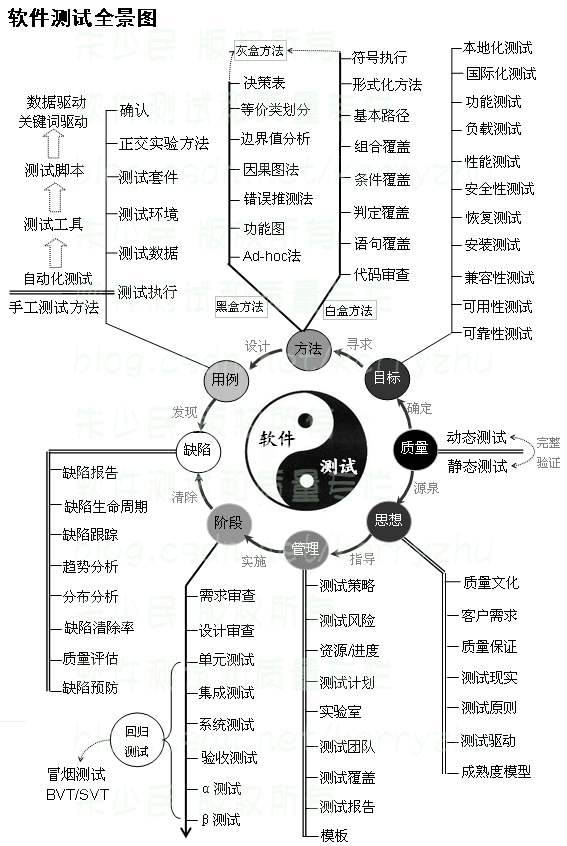 软件测试全景图
灰盒方法
决策表
等价类划分
边界值分析
因果图法
错误推测法
功能图
Ad-hoc法
黑盒方法
符号执行
形式化方法
基本路径
组合覆盖
条件覆盖
判定覆盖
语句覆盖
代码审查
白盒方法
本地化测试
国际化测试
功能测试
负载测试
性能测试
安全性测试
恢复测试
安装测试
兼容性测试
可用性测试
可靠性测试
数据驱动
关键词驱动
测试脚本
测试工具
自动化测试
手工测试方法
确认
正交实验方法
测试套件
测试环境
测试数据
测试执行
方法
设计
寻求
用例
目标
发现
确定
缺陷
软件
测试
质量
动态测试
静态测试
完整
验证
清除
源泉
阶段
思想
实施
管理
指导
缺陷报告
缺陷生命周期
缺陷跟踪
趋势分析
分布分析
缺陷清除率
质量评估
缺陷预防
需求审查
设计审查
单元测试
集成测试
系统测试
验收测试
α测试
β测试
回归
测试
冒烟测试
BVT/SVT
测试策略
测试风险
资源/进度
测试计划
实验室
测试团队
测试覆盖
测试报告
模板
质量文化
客户需求
质量保证
测试现实
测试原则
测试驱动
成熟度模型